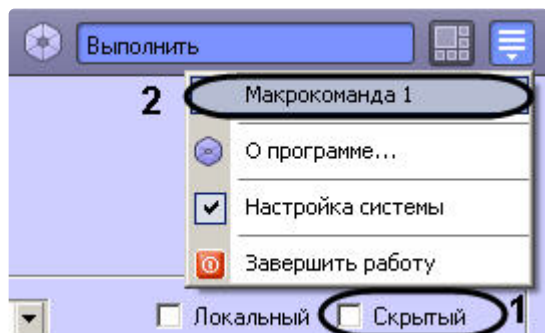 Выполнить
2 Макрокоманда 1
О программе...
Настройка системы
Завершить работу
Локальный Скрытый 1